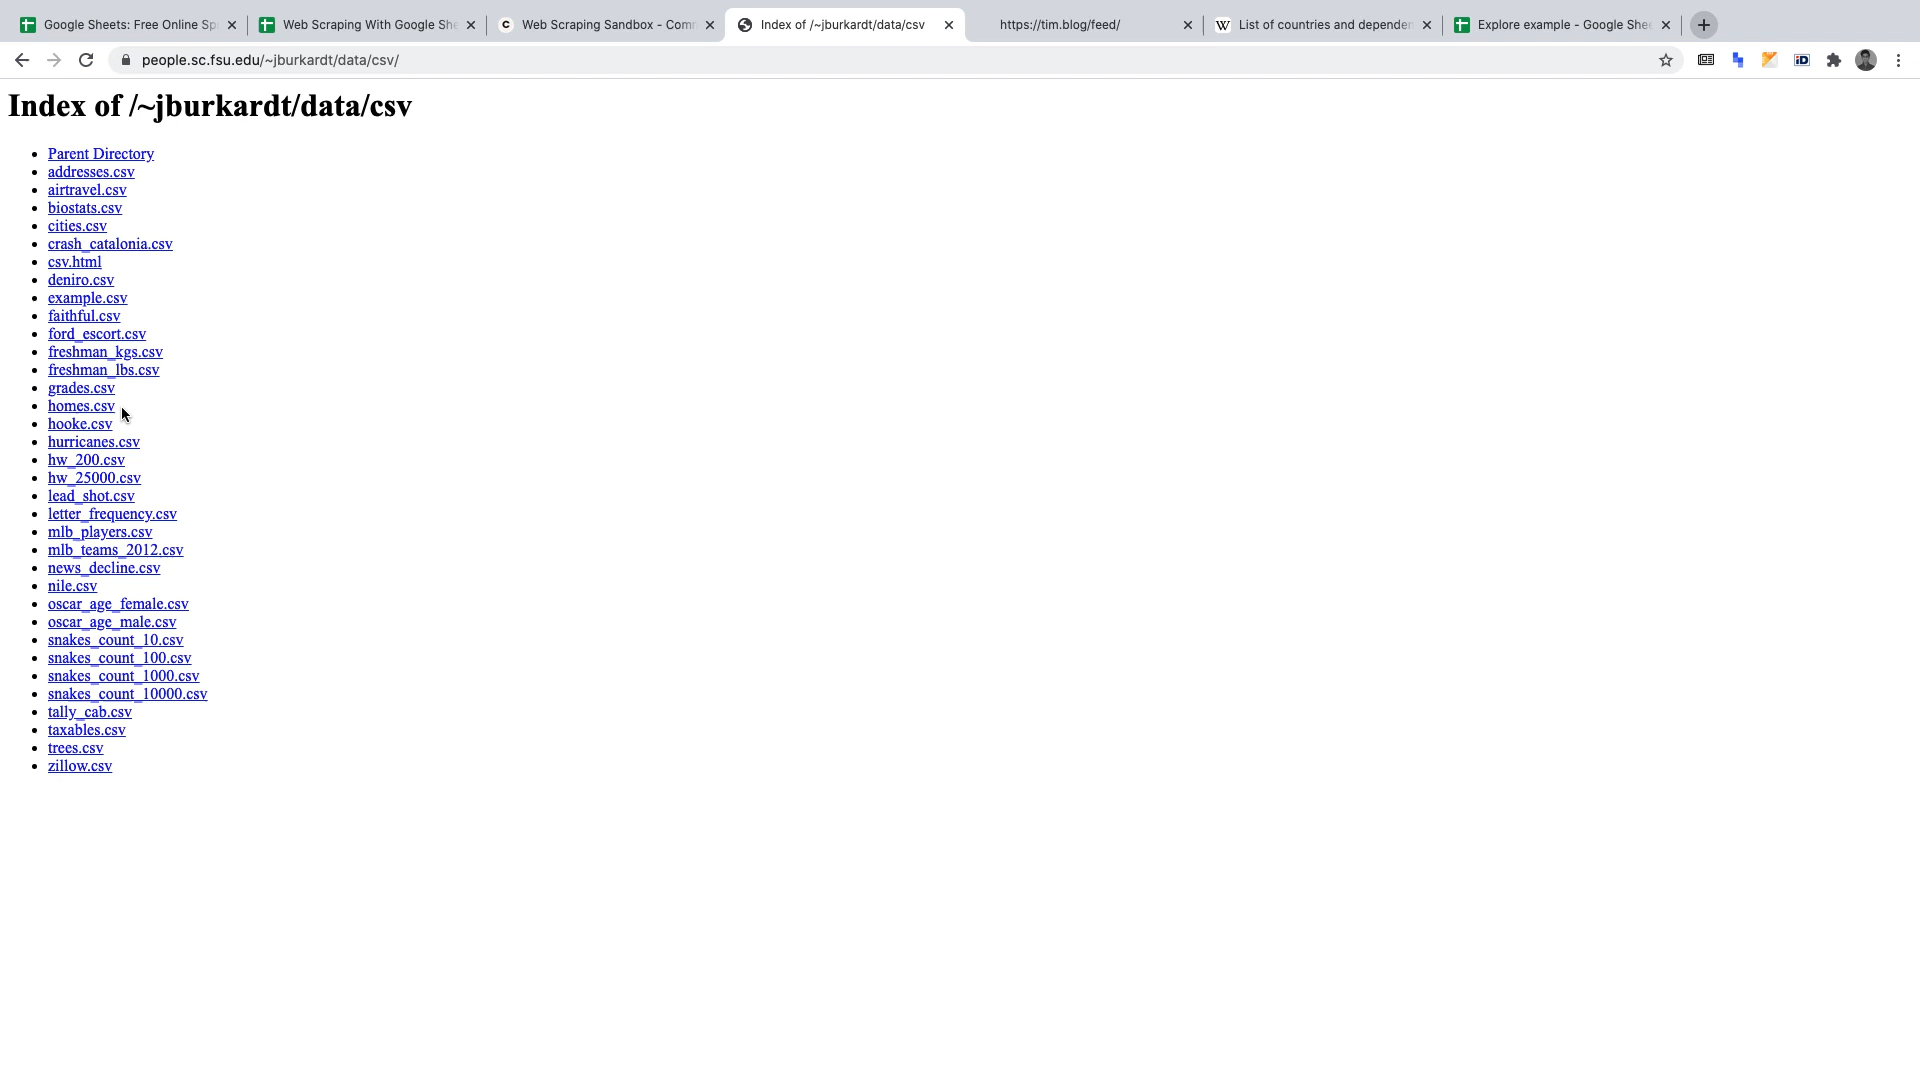 Google Sheets: Free Online Sp
Web Scraping With Google She
Web Scraping Sandbox - Comm
Index of /~jburkardt/data/csv
https://tim.blog/feed/
List of countries and dependen
Explore example - Google Shee
people.sc.fsu.edu/~jburkardt/data/csv/
Index of /~jburkardt/data/csv
Parent Directory
addresses.csv
airtravel.csv
biostats.csv
cities.csv
crash_catalonia.csv
csv.html
deniro.csv
example.csv
faithful.csv
ford_escort.csv
freshman_kgs.csv
freshman_lbs.csv
grades.csv
homes.csv
hooke.csv
hurricanes.csv
hw_200.csv
hw_25000.csv
lead_shot.csv
letter_frequency.csv
mlb_players.csv
mlb_teams_2012.csv
news_decline.csv
nile.csv
oscar_age_female.csv
oscar_age_male.csv
snakes_count_10.csv
snakes_count_100.csv
snakes_count_1000.csv
snakes_count_10000.csv
tally_cab.csv
taxables.csv
trees.csv
zillow.csv